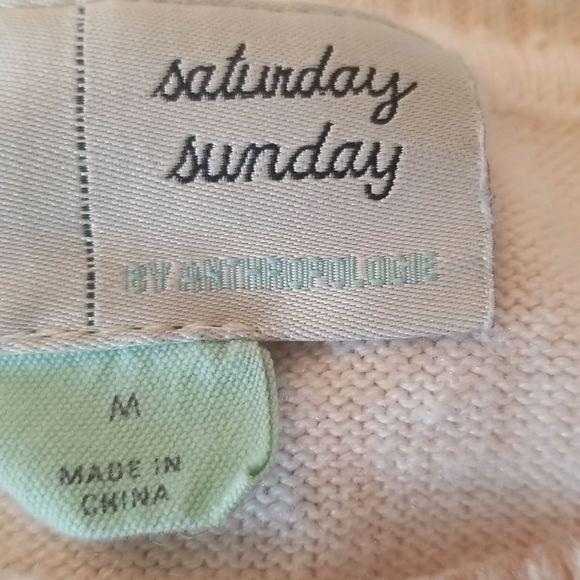 saturday
sunday
BY ANTHROPOLOGIE
M
MADE IN
CHINA